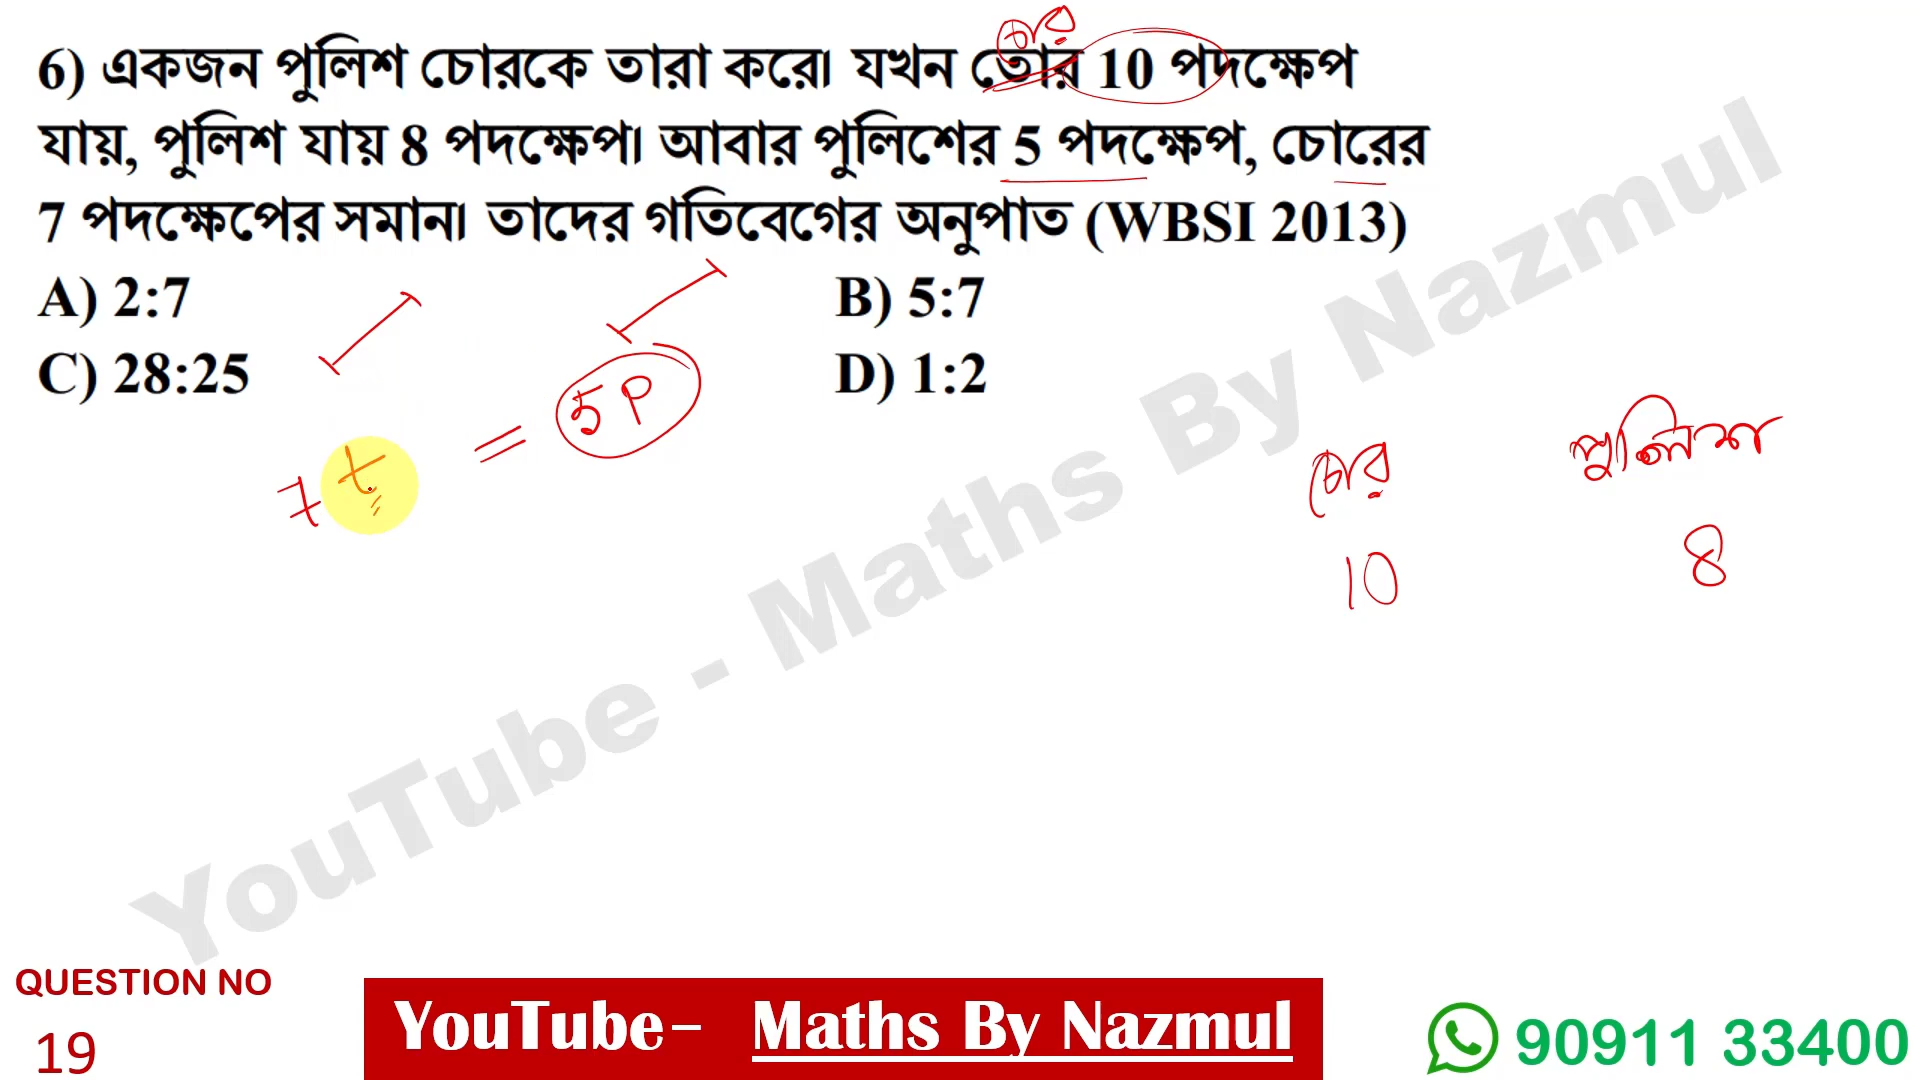 চোর
6) একজন পুলিশ চোরকে তারা করে। যখন তোর 10 পদক্ষেপ
যায়, পুলিশ যায় 8 পদক্ষেপ। আবার পুলিশের 5 পদক্ষেপ, চোরের
7 পদক্ষেপের সমান। তাদের গতিবেগের অনুপাত (WBSI 2013)
A) 2:7 B) 5:7
C) 28:25 D) 1:2
7t = 5P
চোর পুলিশ
10 8
YouTube - Maths By Nazmul
QUESTION NO
19
YouTube- Maths By Nazmul
90911 33400